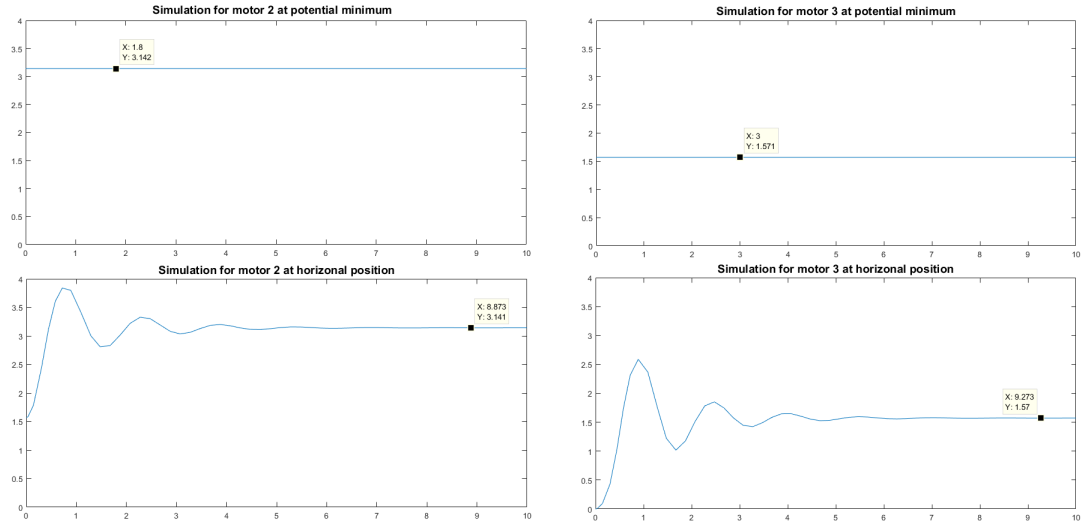 Simulation for motor 2 at potential minimum
4
3.5
3
2.5
2
1.5
1
0.5
0
X: 1.8
Y: 3.142
0 1 2 3 4 5 6 7 8 9 10
Simulation for motor 3 at potential minimum
4
3.5
3
2.5
2
1.5
1
0.5
0
X: 3
Y: 1.571
0 1 2 3 4 5 6 7 8 9 10
Simulation for motor 2 at horizonal position
4
3.5
3
2.5
2
1.5
1
0.5
0
X: 8.873
Y: 3.141
0 1 2 3 4 5 6 7 8 9 10
Simulation for motor 3 at horizonal position
4
3.5
3
2.5
2
1.5
1
0.5
0
X: 9.273
Y: 1.57
0 1 2 3 4 5 6 7 8 9 10